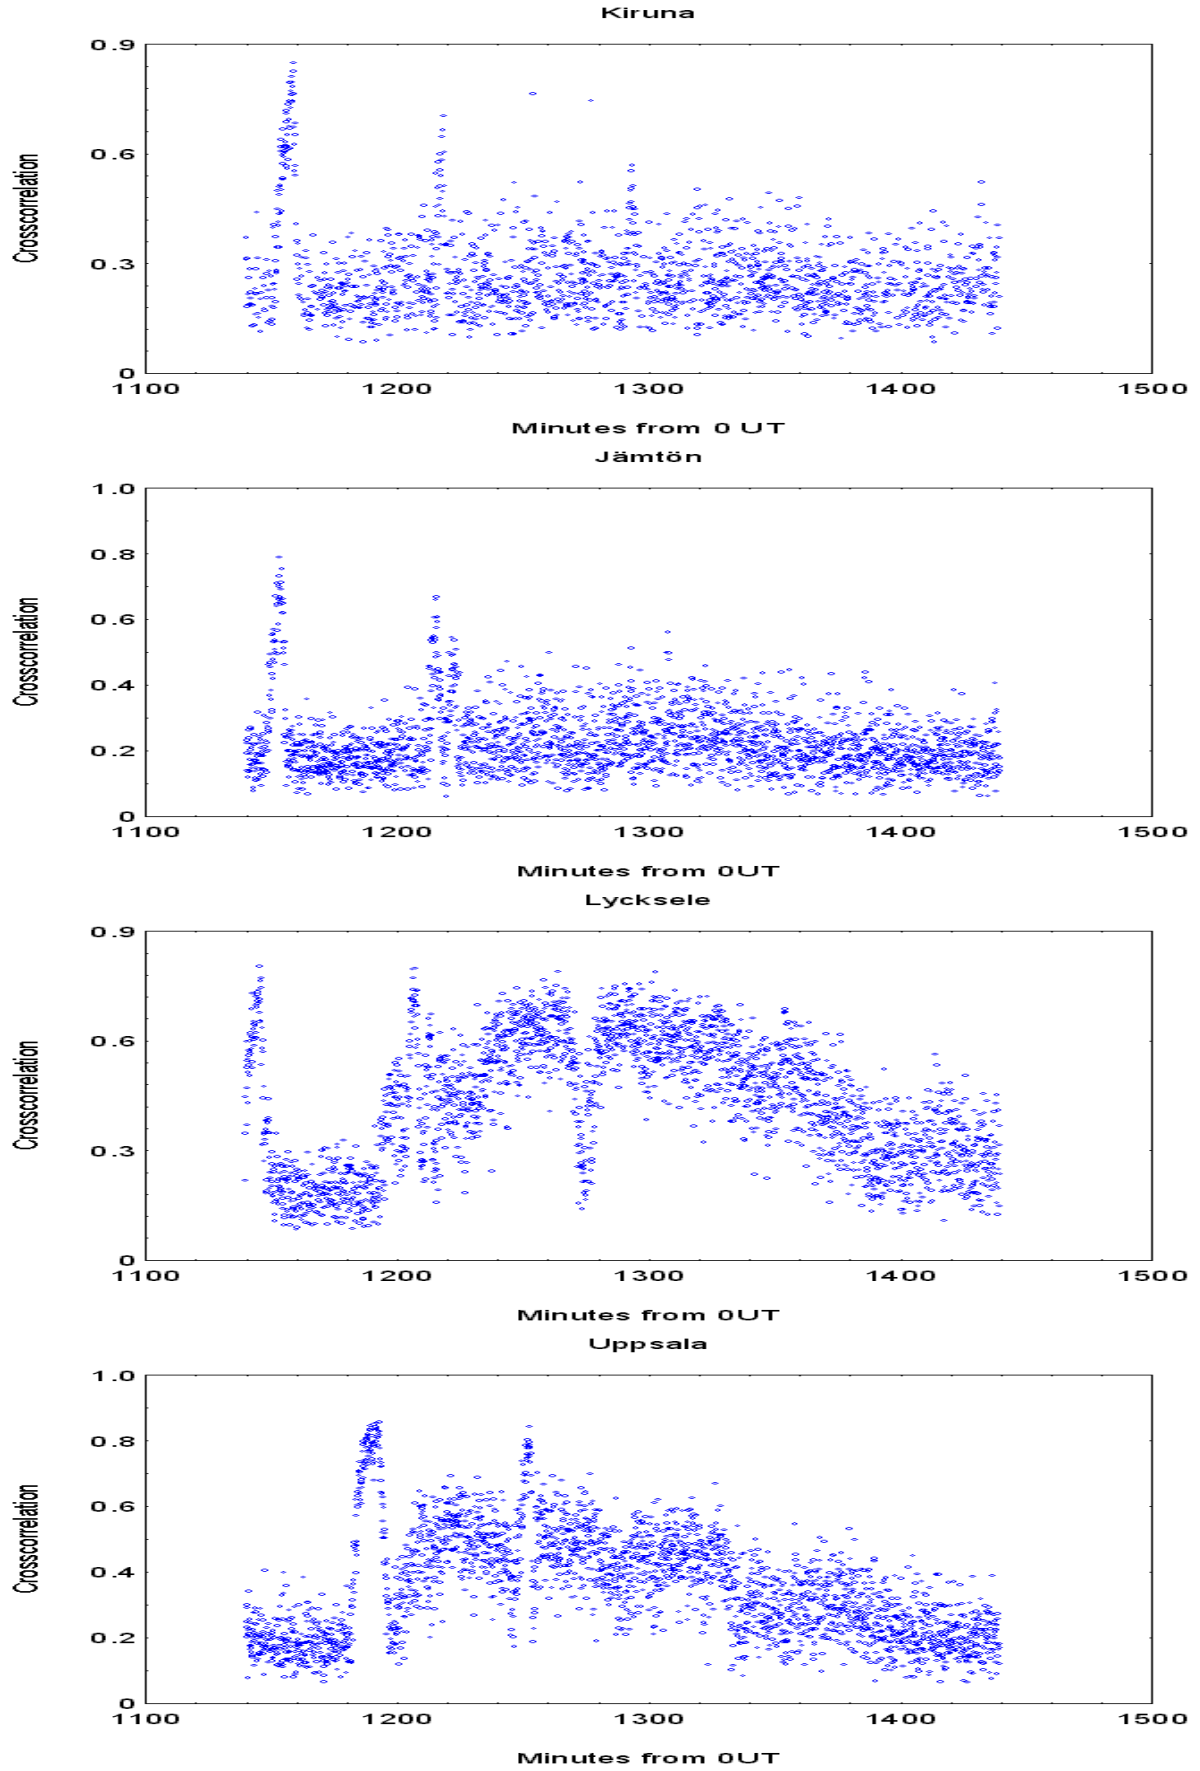 Kiruna
0.9
0.6
0.3
0
Crosscorrelation
1100 1200 1300 1400 1500
Minutes from 0 UT
Jämtön
1.0
0.8
0.6
0.4
0.2
0
Crosscorrelation
1100 1200 1300 1400 1500
Minutes from 0UT
Lycksele
0.9
0.6
0.3
0
Crosscorrelation
1100 1200 1300 1400 1500
Minutes from 0UT
Uppsala
1.0
0.8
0.6
0.4
0.2
0
Crosscorrelation
1100 1200 1300 1400 1500
Minutes from 0UT